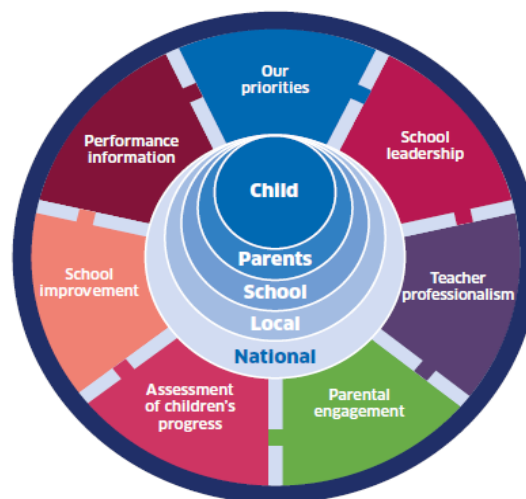 Our
priorities
School
leadership
Teacher
professionalism
Parental
engagement
Assessment
of children's
progress
School
improvement
Performance
information
Child
Parents
School
Local
National